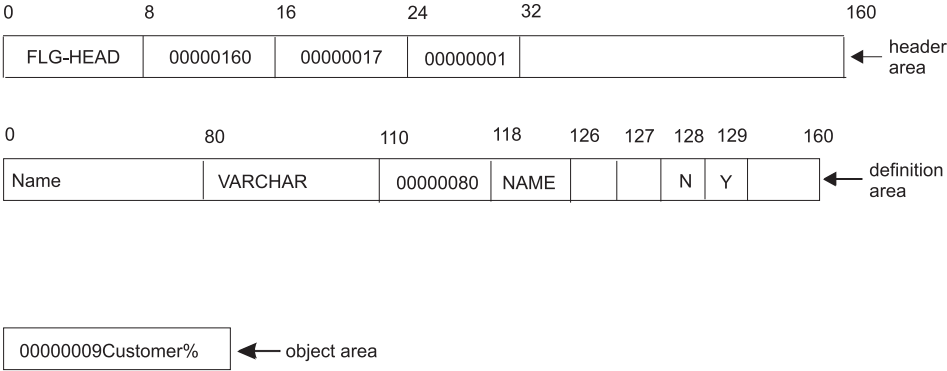 0 8 16 24 32 160
FLG-HEAD 00000160 00000017 00000001
header
area
0 80 110 118 126 127 128 129 160
Name VARCHAR 00000080 NAME N Y
definition
area
00000009Customer%
object area